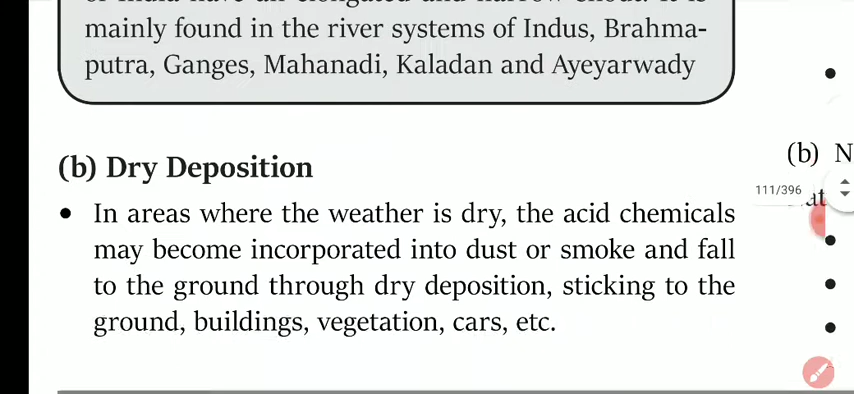 mainly found in the river systems of Indus, Brahma-
putra, Ganges, Mahanadi, Kaladan and Ayeyarwady
(b) Dry Deposition
• In areas where the weather is dry, the acid chemicals
may become incorporated into dust or smoke and fall
to the ground through dry deposition, sticking to the
ground, buildings, vegetation, cars, etc.
(b) N
111/396